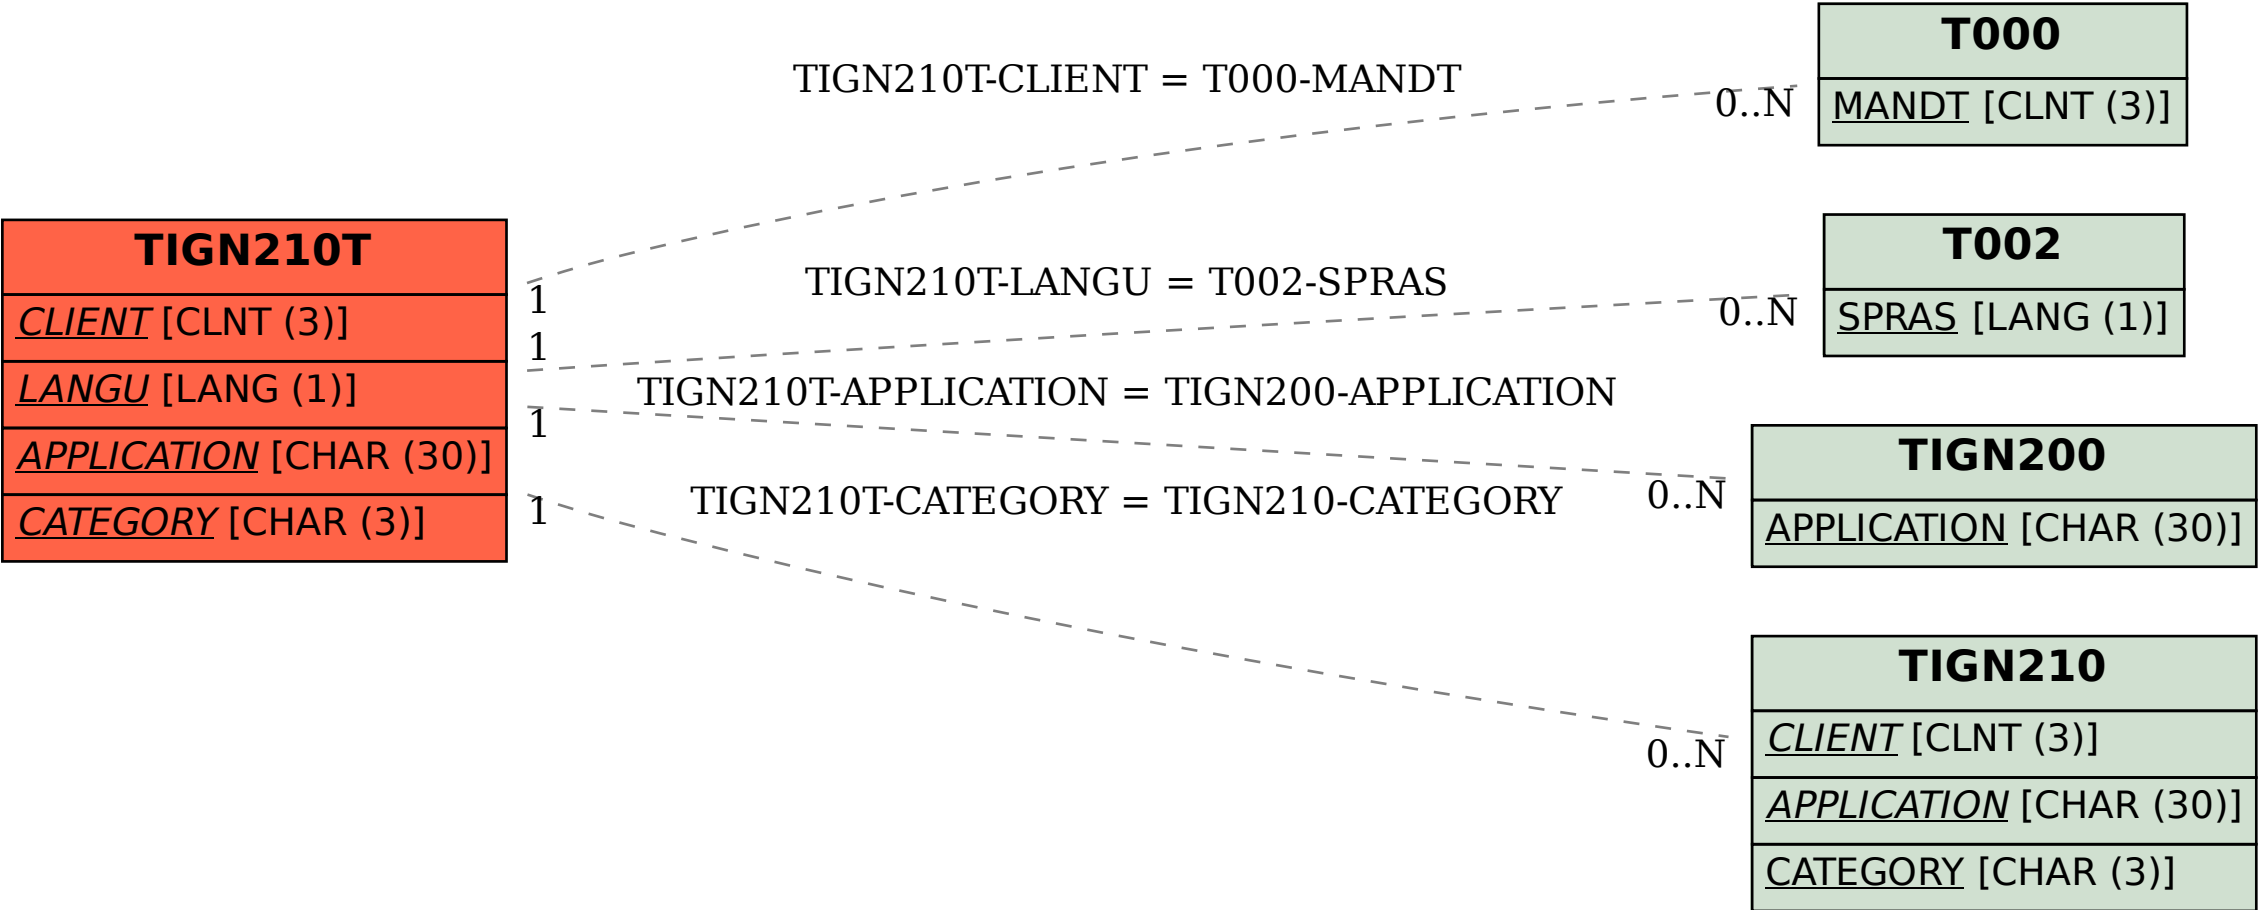 TIGN210T
CLIENT [CLNT (3)]
LANGU [LANG (1)]
APPLICATION [CHAR (30)]
CATEGORY [CHAR (3)]
TIGN210T-CLIENT = T000-MANDT
1
0..N
TIGN210T-LANGU = T002-SPRAS
1
0..N
TIGN210T-APPLICATION = TIGN200-APPLICATION
1
0..N
TIGN210T-CATEGORY = TIGN210-CATEGORY
1
0..N
T000
MANDT [CLNT (3)]
T002
SPRAS [LANG (1)]
TIGN200
APPLICATION [CHAR (30)]
TIGN210
CLIENT [CLNT (3)]
APPLICATION [CHAR (30)]
CATEGORY [CHAR (3)]